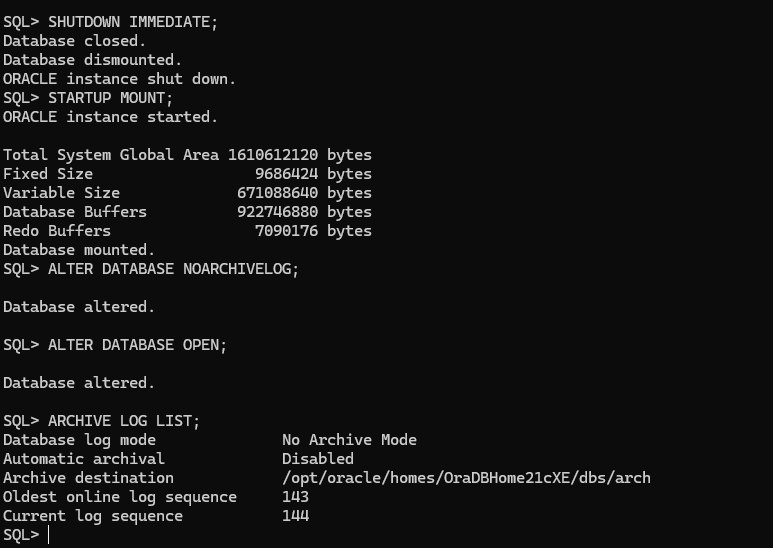 SQL> SHUTDOWN IMMEDIATE;
Database closed.
Database dismounted.
ORACLE instance shut down.
SQL> STARTUP MOUNT;
ORACLE instance started.
Total System Global Area 1610612120 bytes
Fixed Size                  9686424 bytes
Variable Size             671088640 bytes
Database Buffers          922746880 bytes
Redo Buffers                7090176 bytes
Database mounted.
SQL> ALTER DATABASE NOARCHIVELOG;
Database altered.
SQL> ALTER DATABASE OPEN;
Database altered.
SQL> ARCHIVE LOG LIST;
Database log mode              No Archive Mode
Automatic archival             Disabled
Archive destination            /opt/oracle/homes/OraDBHome21cXE/dbs/arch
Oldest online log sequence     143
Current log sequence           144
SQL>